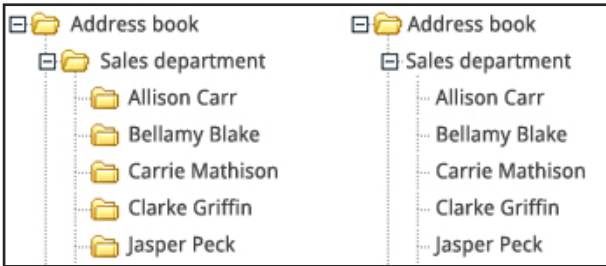 Address book
Sales department
Allison Carr
Bellamy Blake
Carrie Mathison
Clarke Griffin
Jasper Peck
Address book
Sales department
Allison Carr
Bellamy Blake
Carrie Mathison
Clarke Griffin
Jasper Peck